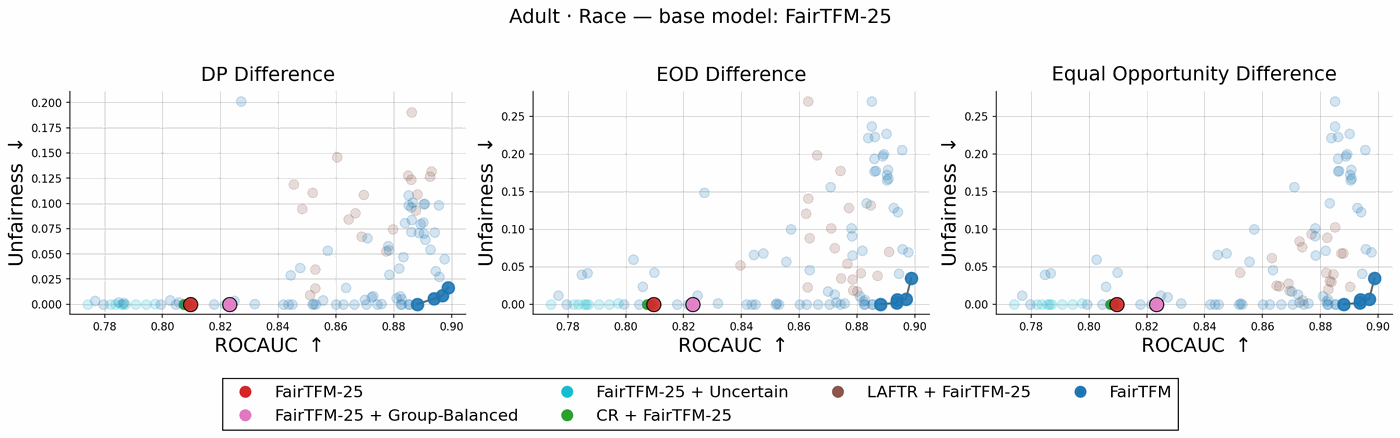 Adult · Race — base model: FairTFM-25
DP Difference
EOD Difference
Equal Opportunity Difference
Unfairness ↓
0.200
0.175
0.150
0.125
0.100
0.075
0.050
0.025
0.000
0.78 0.80 0.82 0.84 0.86 0.88 0.90
ROCAUC ↑
Unfairness ↓
0.25
0.20
0.15
0.10
0.05
0.00
0.78 0.80 0.82 0.84 0.86 0.88 0.90
ROCAUC ↑
Unfairness ↓
0.25
0.20
0.15
0.10
0.05
0.00
0.78 0.80 0.82 0.84 0.86 0.88 0.90
ROCAUC ↑
FairTFM-25 FairTFM-25 + Uncertain LAFTR + FairTFM-25 FairTFM
FairTFM-25 + Group-Balanced CR + FairTFM-25